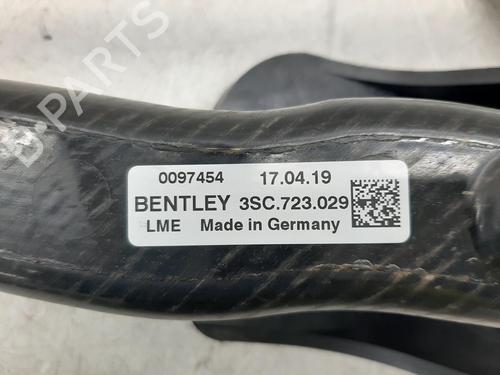 D-PARTS
0097454 17.04.19
BENTLEY 3SC.723.029
LME Made in Germany